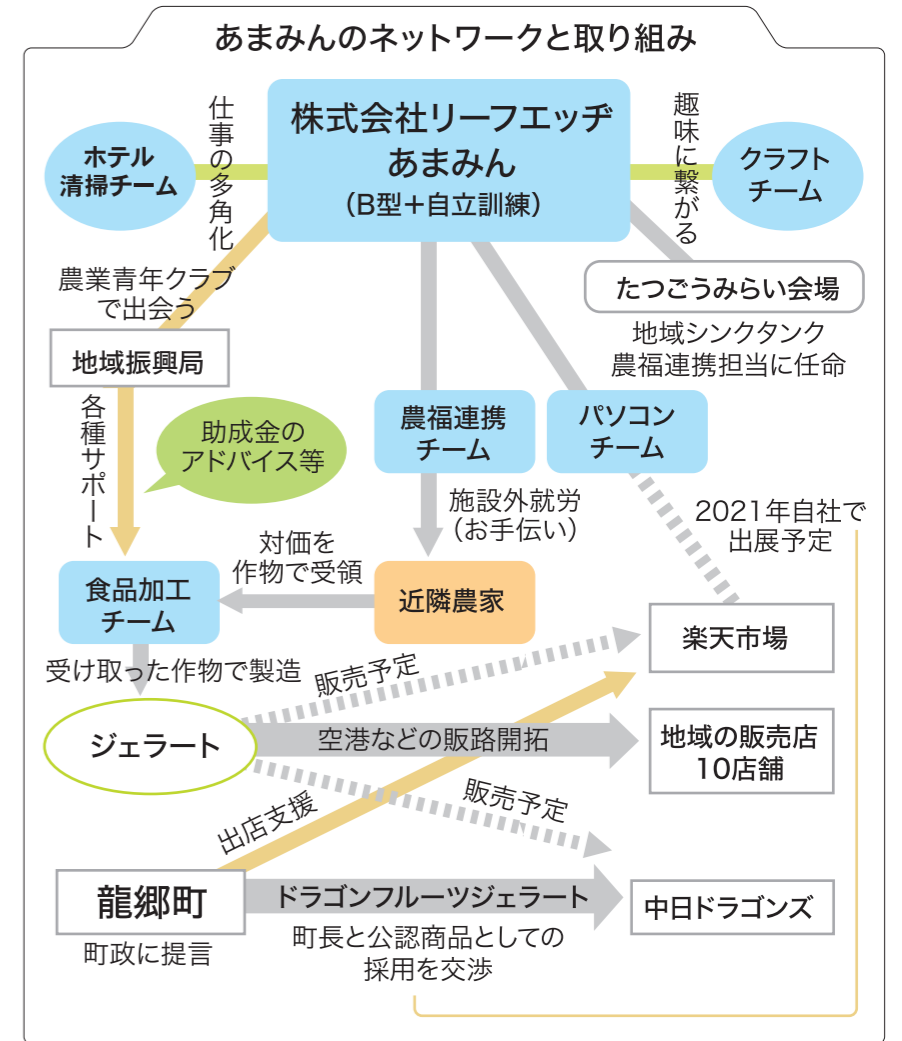 あまみんのネットワークと取り組み
株式会社リーフエッヂ
あまみん
（B型＋自立訓練）
ホテル
清掃チーム
仕事の多角化
趣味に繋がる
クラフト
チーム
農業青年クラブ
で出会う
地域振興局
たつごうみらい会場
地域シンクタンク
農福連携担当に任命
各種サポート
助成金の
アドバイス等
農福連携
チーム
パソコン
チーム
施設外就労
（お手伝い）
2021年自社で
出展予定
対価を
作物で受領
食品加工
チーム
近隣農家
楽天市場
受け取った作物で製造
販売予定
ジェラート
空港などの販路開拓
地域の販売店
10店舗
販売予定
出店支援
龍郷町
ドラゴンフルーツジェラート
中日ドラゴンズ
町政に提言
町長と公認商品としての
採用を交渉